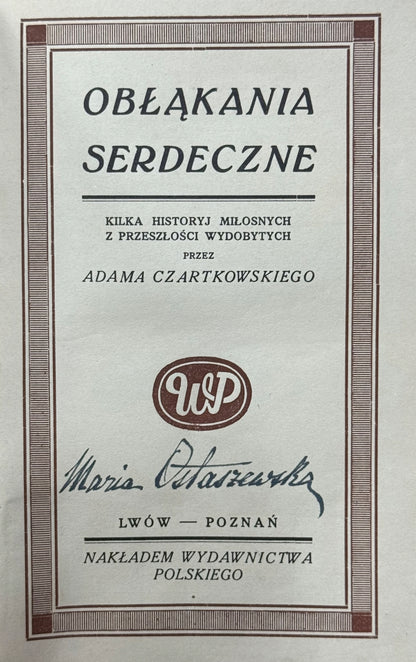 OBŁĄKANIA
SERDECZNE
KILKA HISTORYJ MIŁOSNYCH
Z PRZESZŁOŚCI WYDOBYTYCH
PRZEZ
ADAMA CZARTKOWSKIEGO
WP
Maria Ostaszewska
LWÓW — POZNAŃ
NAKŁADEM WYDAWNICTWA
POLSKIEGO